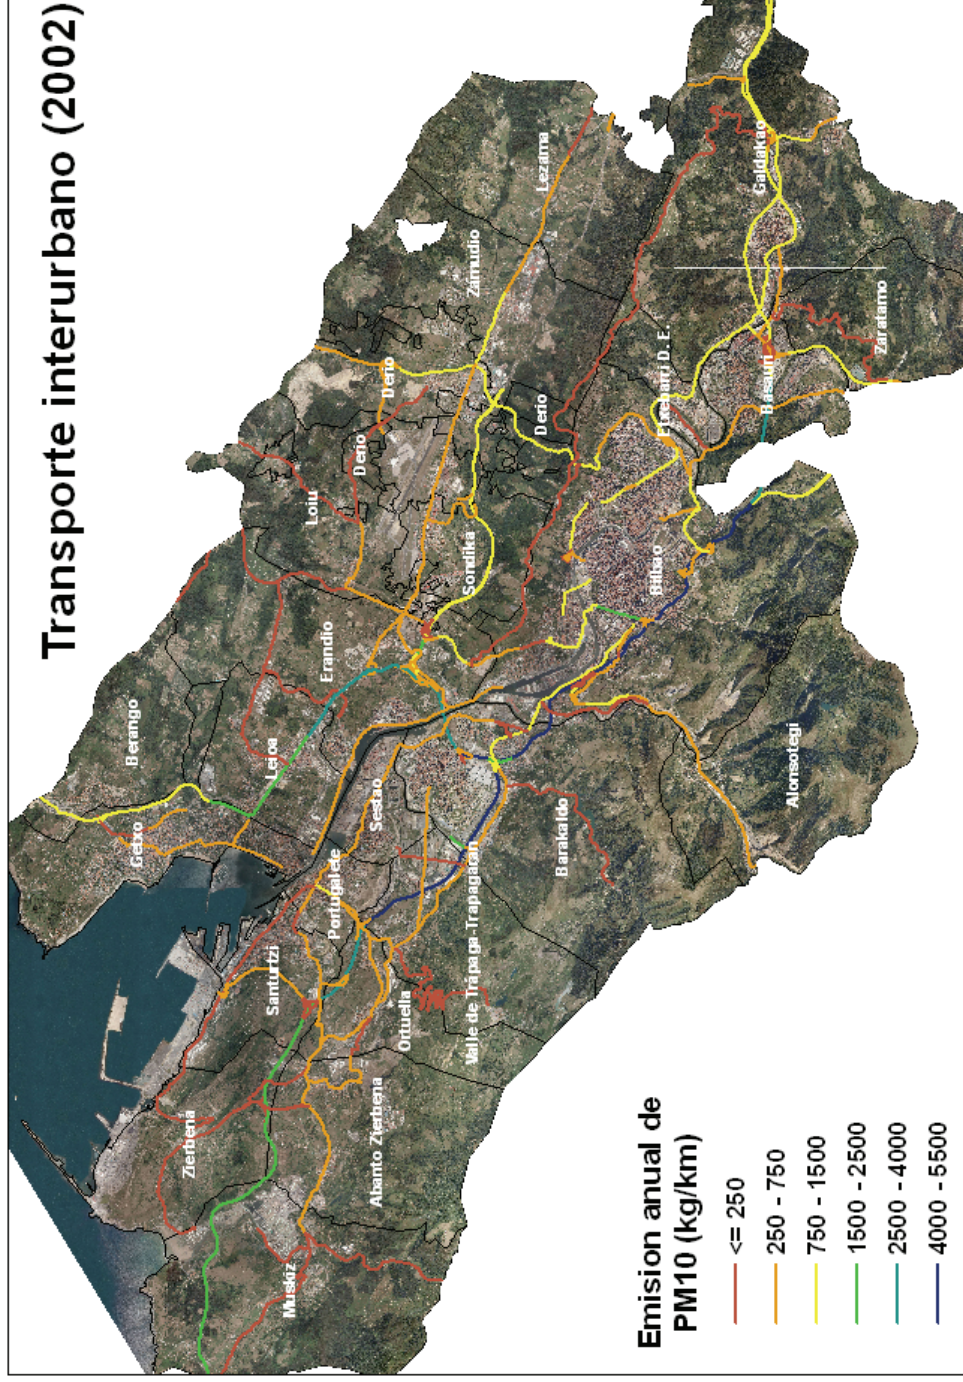 Transporte interurbano (2002)
Berango
Getxo
Leioa
Erandio
Loiu
Derio
Derio
Derio
Zamudio
Lezama
Sondika
Zierbena
Santurtzi
Portugalete
Sestao
Muskiz
Abanto Zierbena
Ortuella
Valle de Trápaga-Trapagaran
Barakaldo
Bilbao
Etxebarri D. E.
Galdakao
Basauri
Zaratamo
Alonsotegi
Emision anual de
PM10 (kg/km)
<= 250
250 - 750
750 - 1500
1500 - 2500
2500 - 4000
4000 - 5500